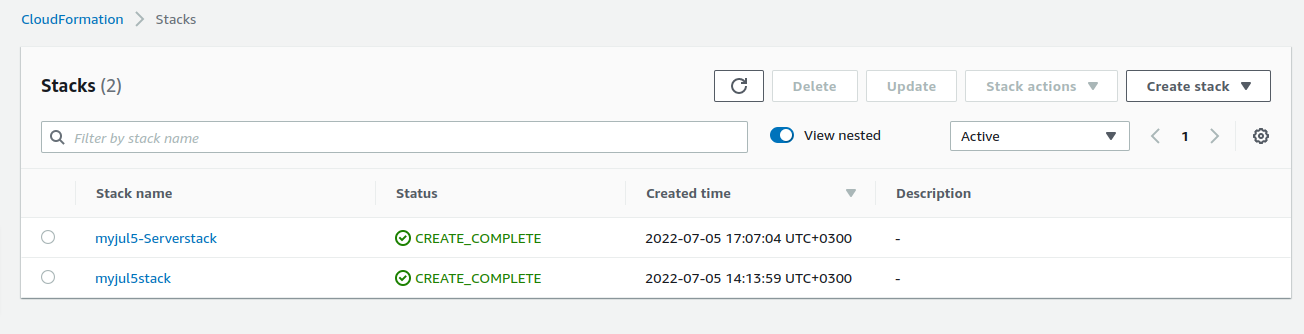 CloudFormation > Stacks
Stacks (2)
Delete
Update
Stack actions
Create stack
Filter by stack name
View nested
Active
1
Stack name Status Created time Description
myjul5-Serverstack CREATE_COMPLETE 2022-07-05 17:07:04 UTC+0300 -
myjul5stack CREATE_COMPLETE 2022-07-05 14:13:59 UTC+0300 -